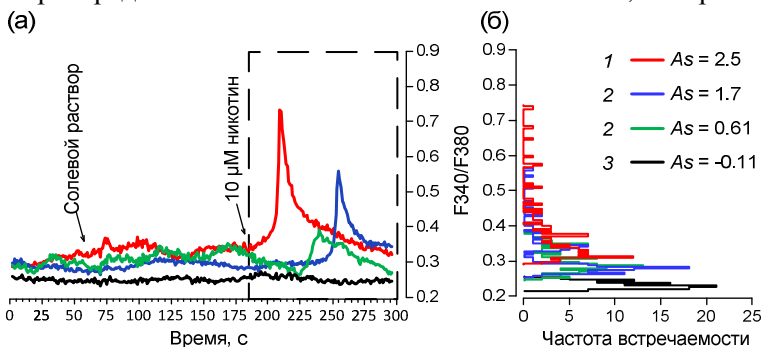 (а)
(б)
Солевой раствор
10 μM никотин
0.9
0.8
0.7
0.6
0.5
0.4
0.3
0.2
F340/F380
0 25 50 75 100 125 150 175 200 225 250 275 300
Время, с
0.9
0.8
0.7
0.6
0.5
0.4
0.3
0.2
1 As = 2.5
2 As = 1.7
2 As = 0.61
3 As = -0.11
0 5 10 15 20 25
Частота встречаемости